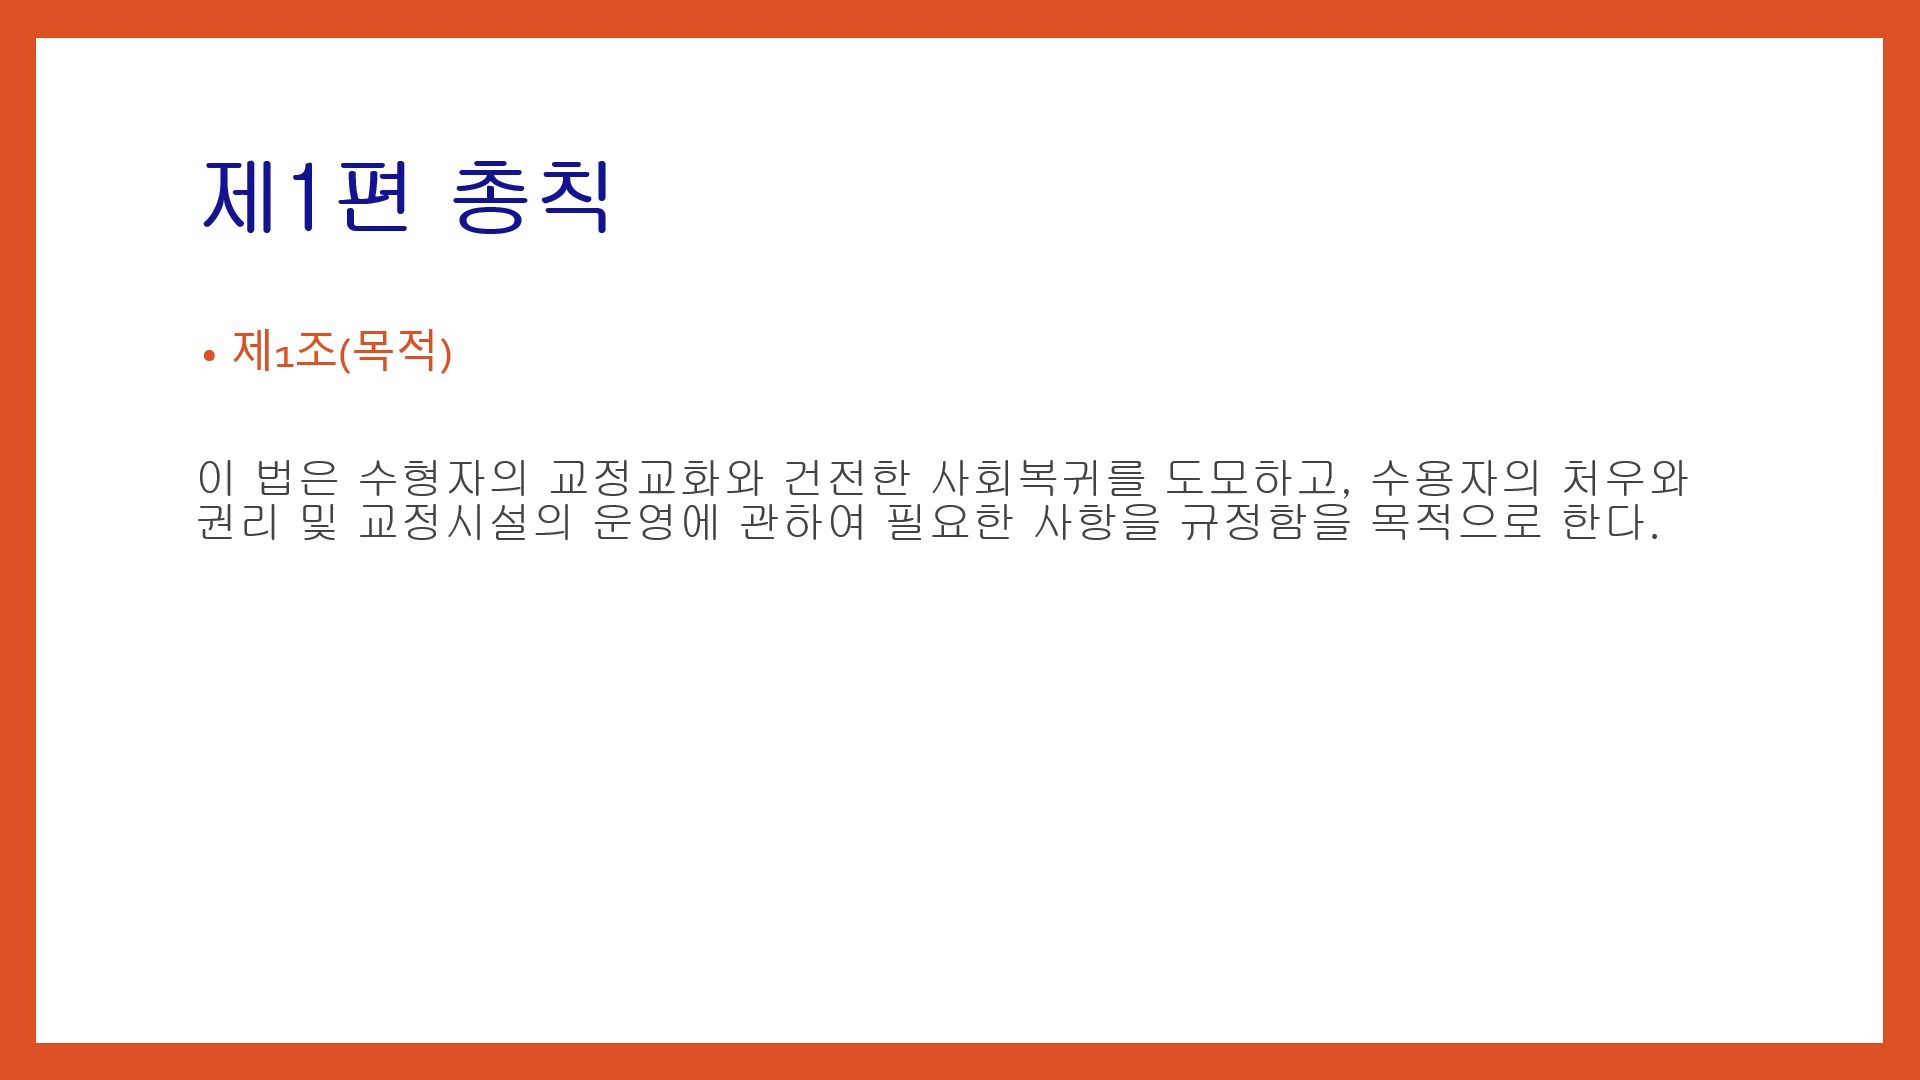 제1편 총칙
• 제1조(목적)
이 법은 수형자의 교정교화와 건전한 사회복귀를 도모하고, 수용자의 처우와
권리 및 교정시설의 운영에 관하여 필요한 사항을 규정함을 목적으로 한다.